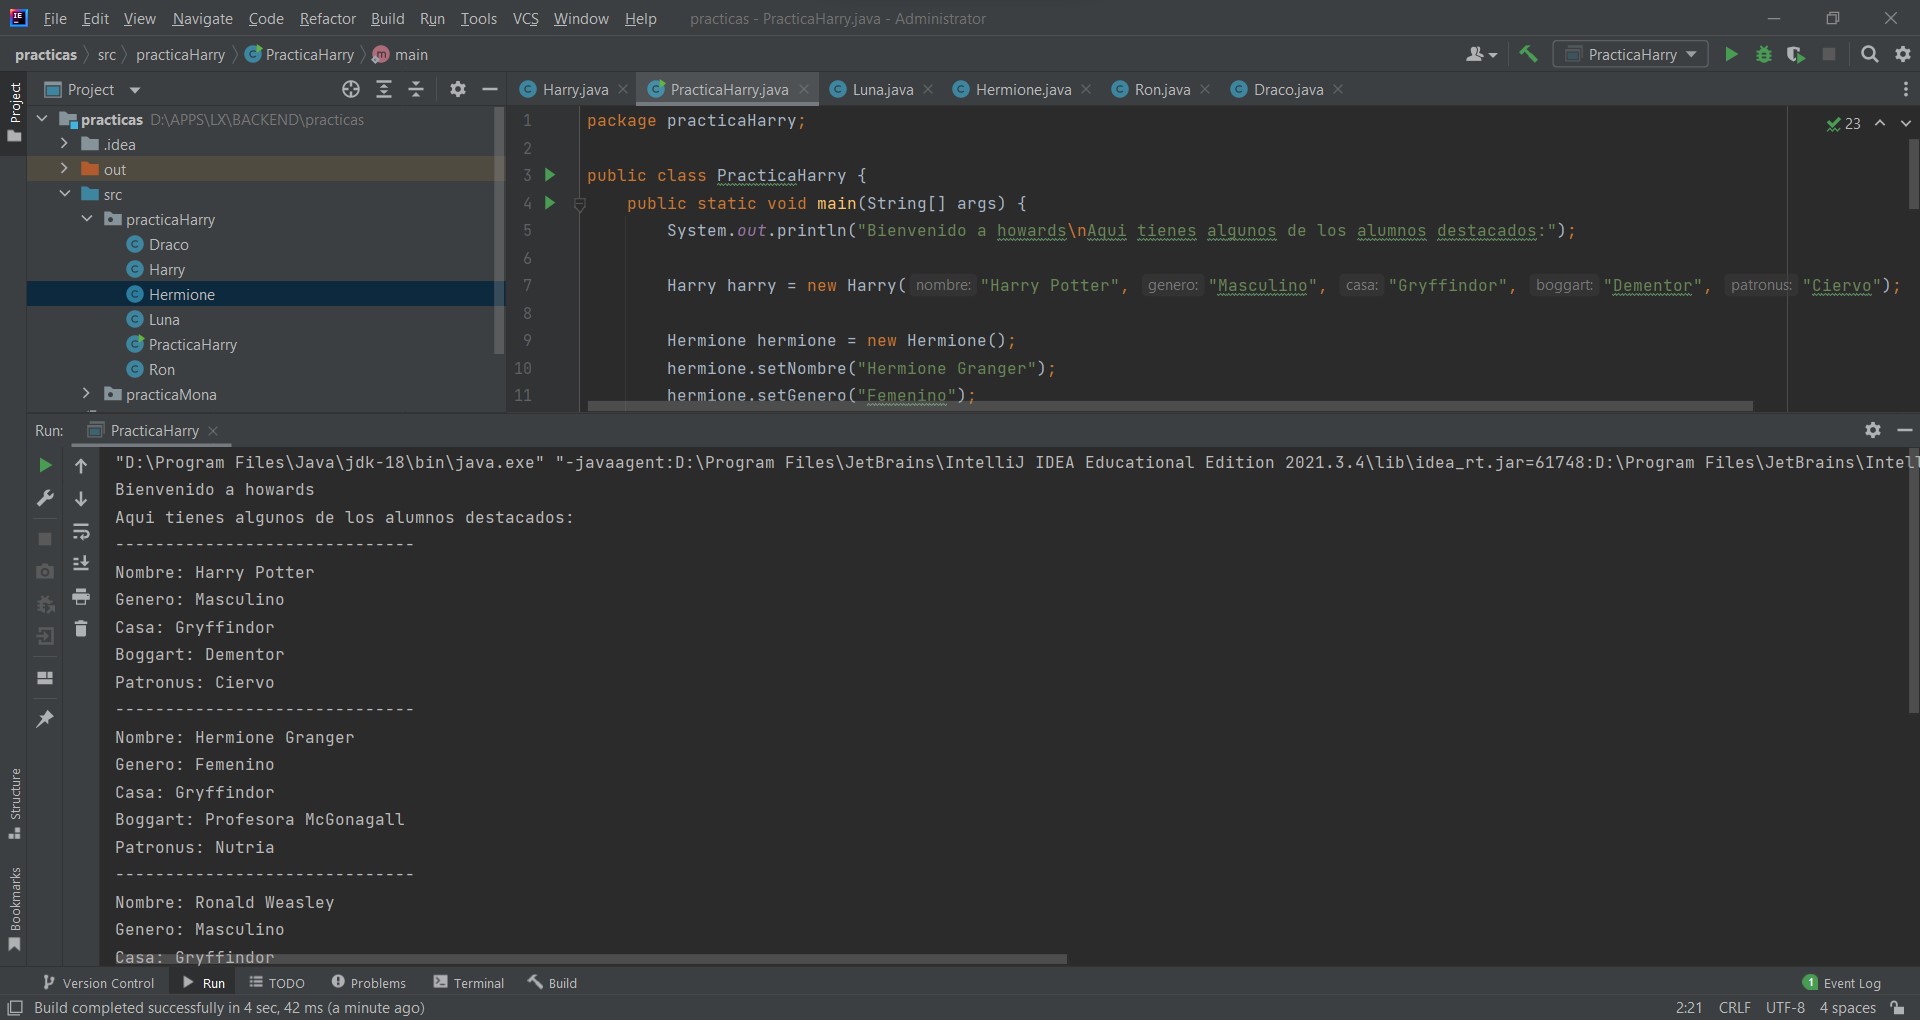 File Edit View Navigate Code Refactor Build Run Tools VCS Window Help practicas - PracticaHarry.java - Administrator
practicas src practicaHarry PracticaHarry main PracticaHarry
Project
Project
Harry.java PracticaHarry.java Luna.java Hermione.java Ron.java Draco.java
practicas D:\APPS\LX\BACKEND\practicas
.idea
out
src
practicaHarry
Draco
Harry
Hermione
Luna
PracticaHarry
Ron
practicaMona
23
1 package practicaHarry;
2
3 public class PracticaHarry {
4 public static void main(String[] args) {
5 System.out.println("Bienvenido a howards\nAqui tienes algunos de los alumnos destacados:");
6
7 Harry harry = new Harry( nombre: "Harry Potter", genero: "Masculino", casa: "Gryffindor", boggart: "Dementor", patronus: "Ciervo");
8
9 Hermione hermione = new Hermione();
10 hermione.setNombre("Hermione Granger");
11 hermione.setGenero("Femenino");
Run: PracticaHarry
"D:\Program Files\Java\jdk-18\bin\java.exe" "-javaagent:D:\Program Files\JetBrains\IntelliJ IDEA Educational Edition 2021.3.4\lib\idea_rt.jar=61748:D:\Program Files\JetBrains\Intell
Bienvenido a howards
Aqui tienes algunos de los alumnos destacados:
------------------------------
Nombre: Harry Potter
Genero: Masculino
Casa: Gryffindor
Boggart: Dementor
Patronus: Ciervo
------------------------------
Nombre: Hermione Granger
Genero: Femenino
Casa: Gryffindor
Boggart: Profesora McGonagall
Patronus: Nutria
------------------------------
Nombre: Ronald Weasley
Genero: Masculino
Casa: Gryffindor
Structure
Bookmarks
Version Control Run TODO Problems Terminal Build 1 Event Log
Build completed successfully in 4 sec, 42 ms (a minute ago) 2:21 CRLF UTF-8 4 spaces